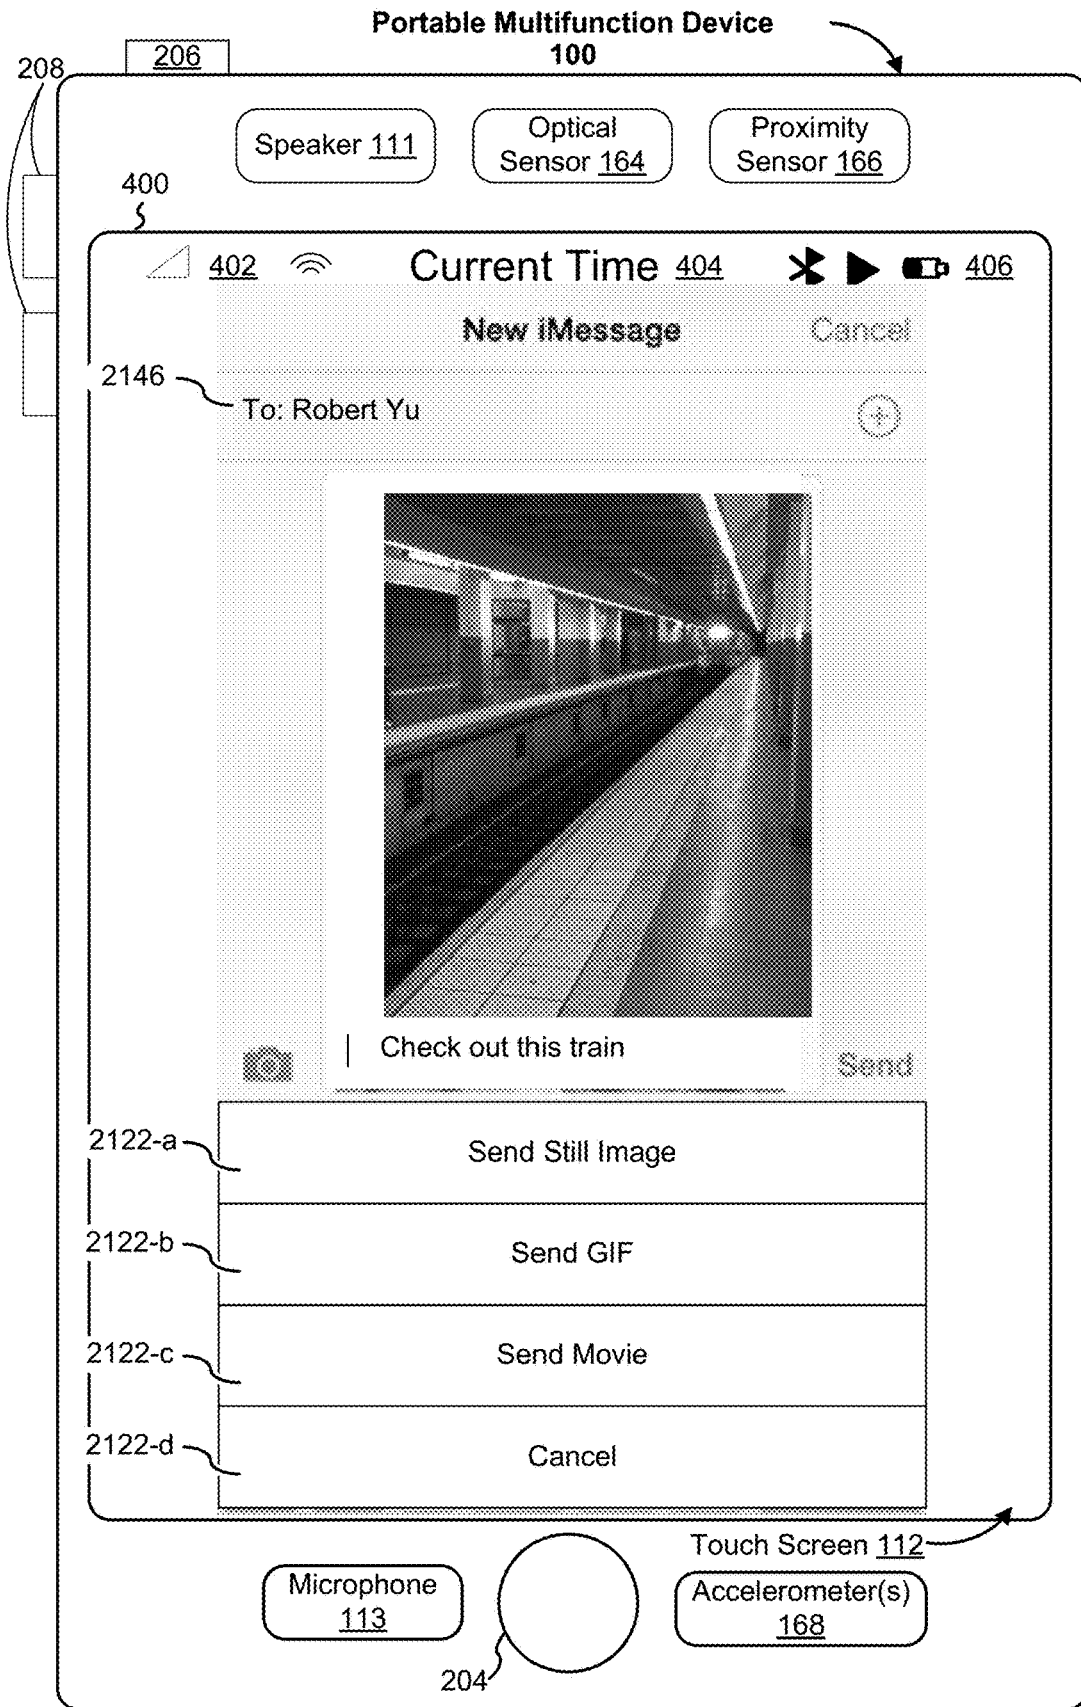 Portable Multifunction Device
100
206
208
Speaker 111
Optical
Sensor 164
Proximity
Sensor 166
400
402
Current Time 404
406
New iMessage
Cancel
2146
To: Robert Yu
Check out this train
Send
2122-a
Send Still Image
2122-b
Send GIF
2122-c
Send Movie
2122-d
Cancel
Touch Screen 112
Microphone
113
Accelerometer(s)
168
204